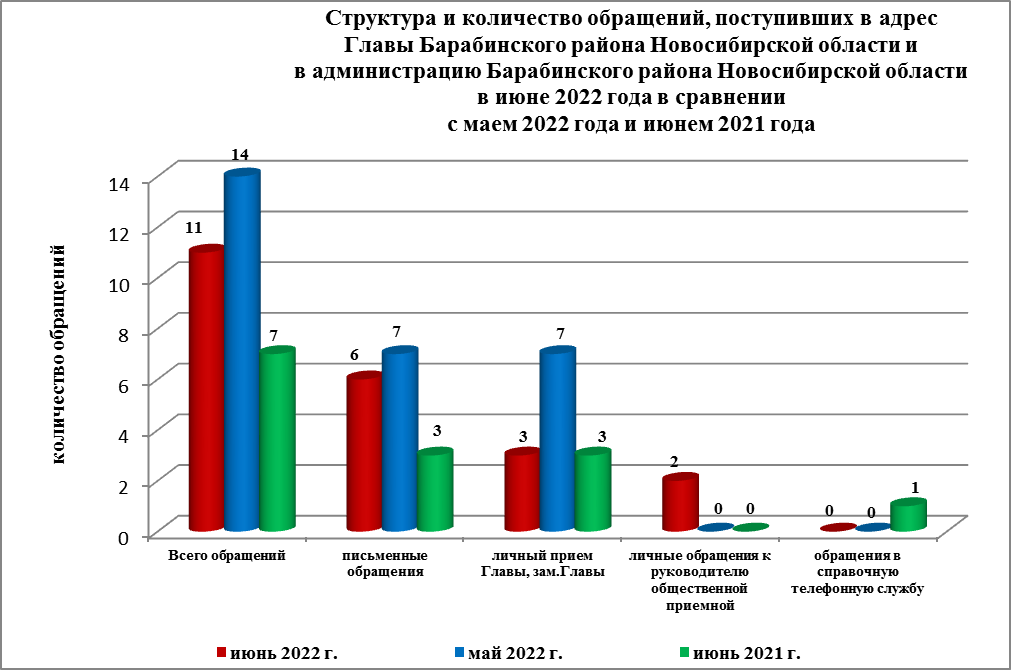 Структура и количество обращений, поступивших в адрес
Главы Барабинского района Новосибирской области и
в администрацию Барабинского района Новосибирской области
в июне 2022 года в сравнении
с маем 2022 года и июнем 2021 года
количество обращений
14
12
10
8
6
4
2
0
11
14
7
6
7
3
3
7
3
2
0
0
0
0
1
Всего обращений
письменные
обращения
личный прием
Главы, зам.Главы
личные обращения к
руководителю
общественной
приемной
обращения в
справочную
телефонную службу
июнь 2022 г.
май 2022 г.
июнь 2021 г.